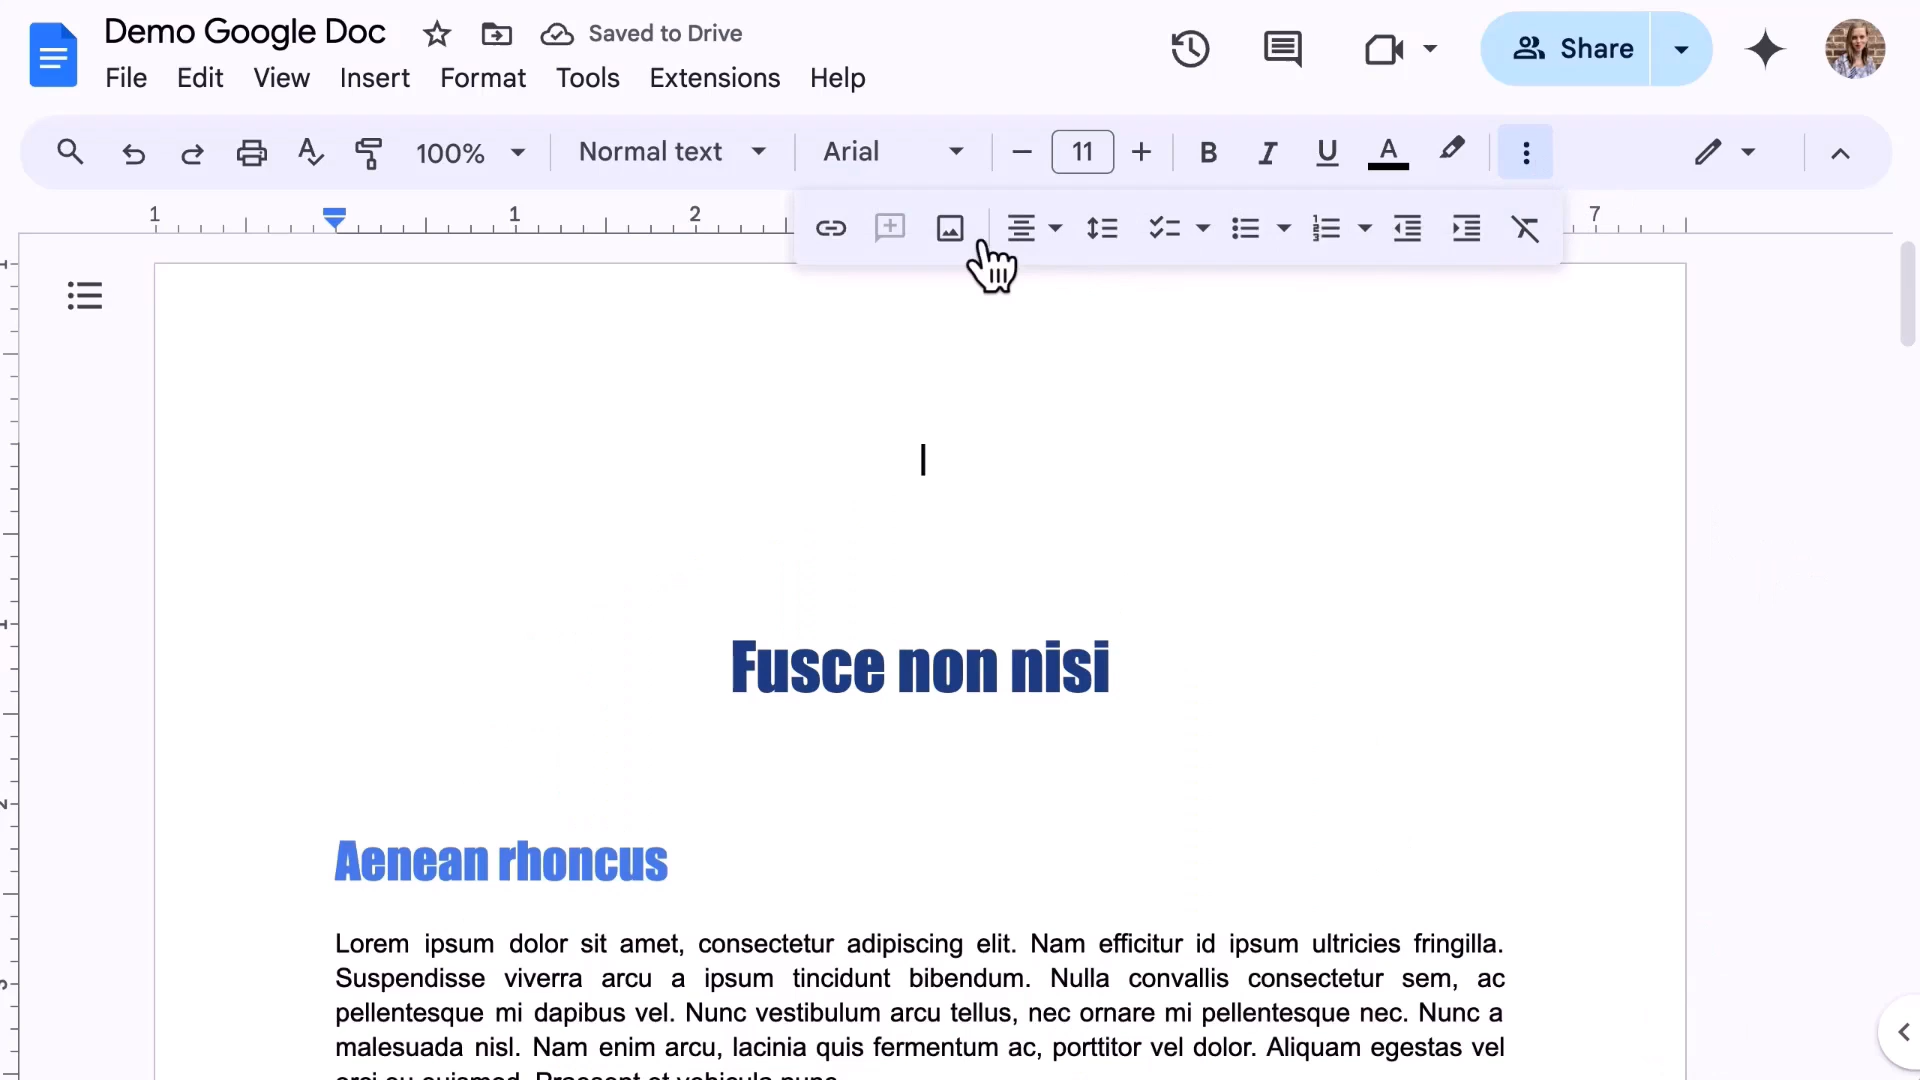 Demo Google Doc
Saved to Drive
Share
File Edit View Insert Format Tools Extensions Help
100% Normal text Arial 11 B I U A
1 1 2 7
Fusce non nisi
Aenean rhoncus
Lorem ipsum dolor sit amet, consectetur adipiscing elit. Nam efficitur id ipsum ultricies fringilla.
Suspendisse viverra arcu a ipsum tincidunt bibendum. Nulla convallis consectetur sem, ac
pellentesque mi dapibus vel. Nunc vestibulum arcu tellus, nec ornare mi pellentesque nec. Nunc a
malesuada nisl. Nam enim arcu, lacinia quis fermentum ac, porttitor vel dolor. Aliquam egestas vel